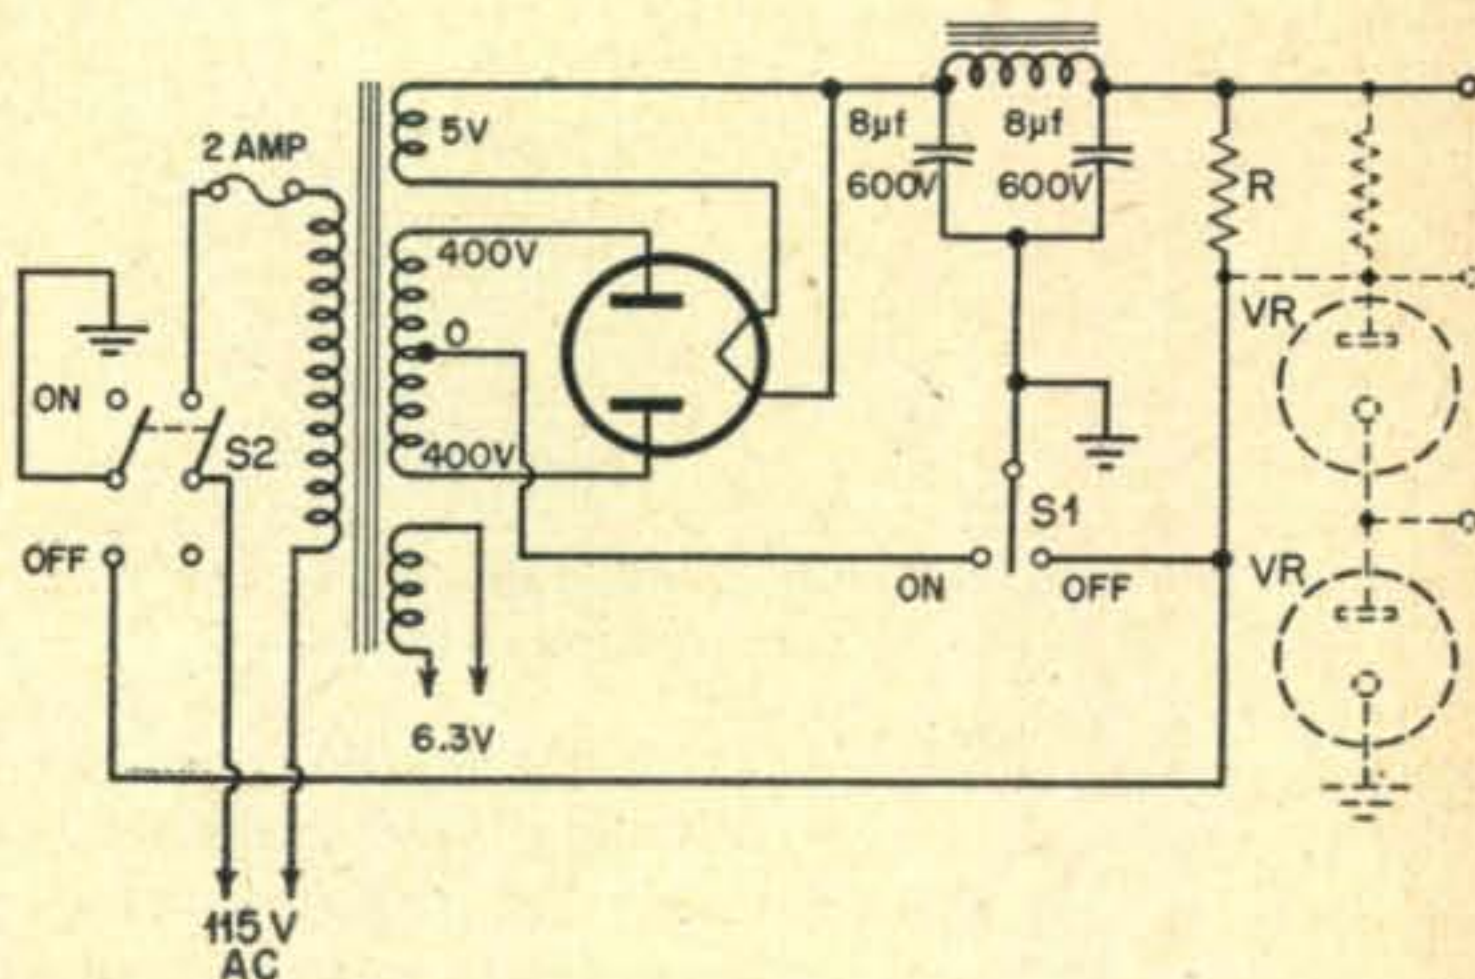 2 AMP
5V
8µf
600V
8µf
600V
R
400V
0
400V
ON
S2
OFF
VR
S1
ON
OFF
VR
6.3V
115 V
AC